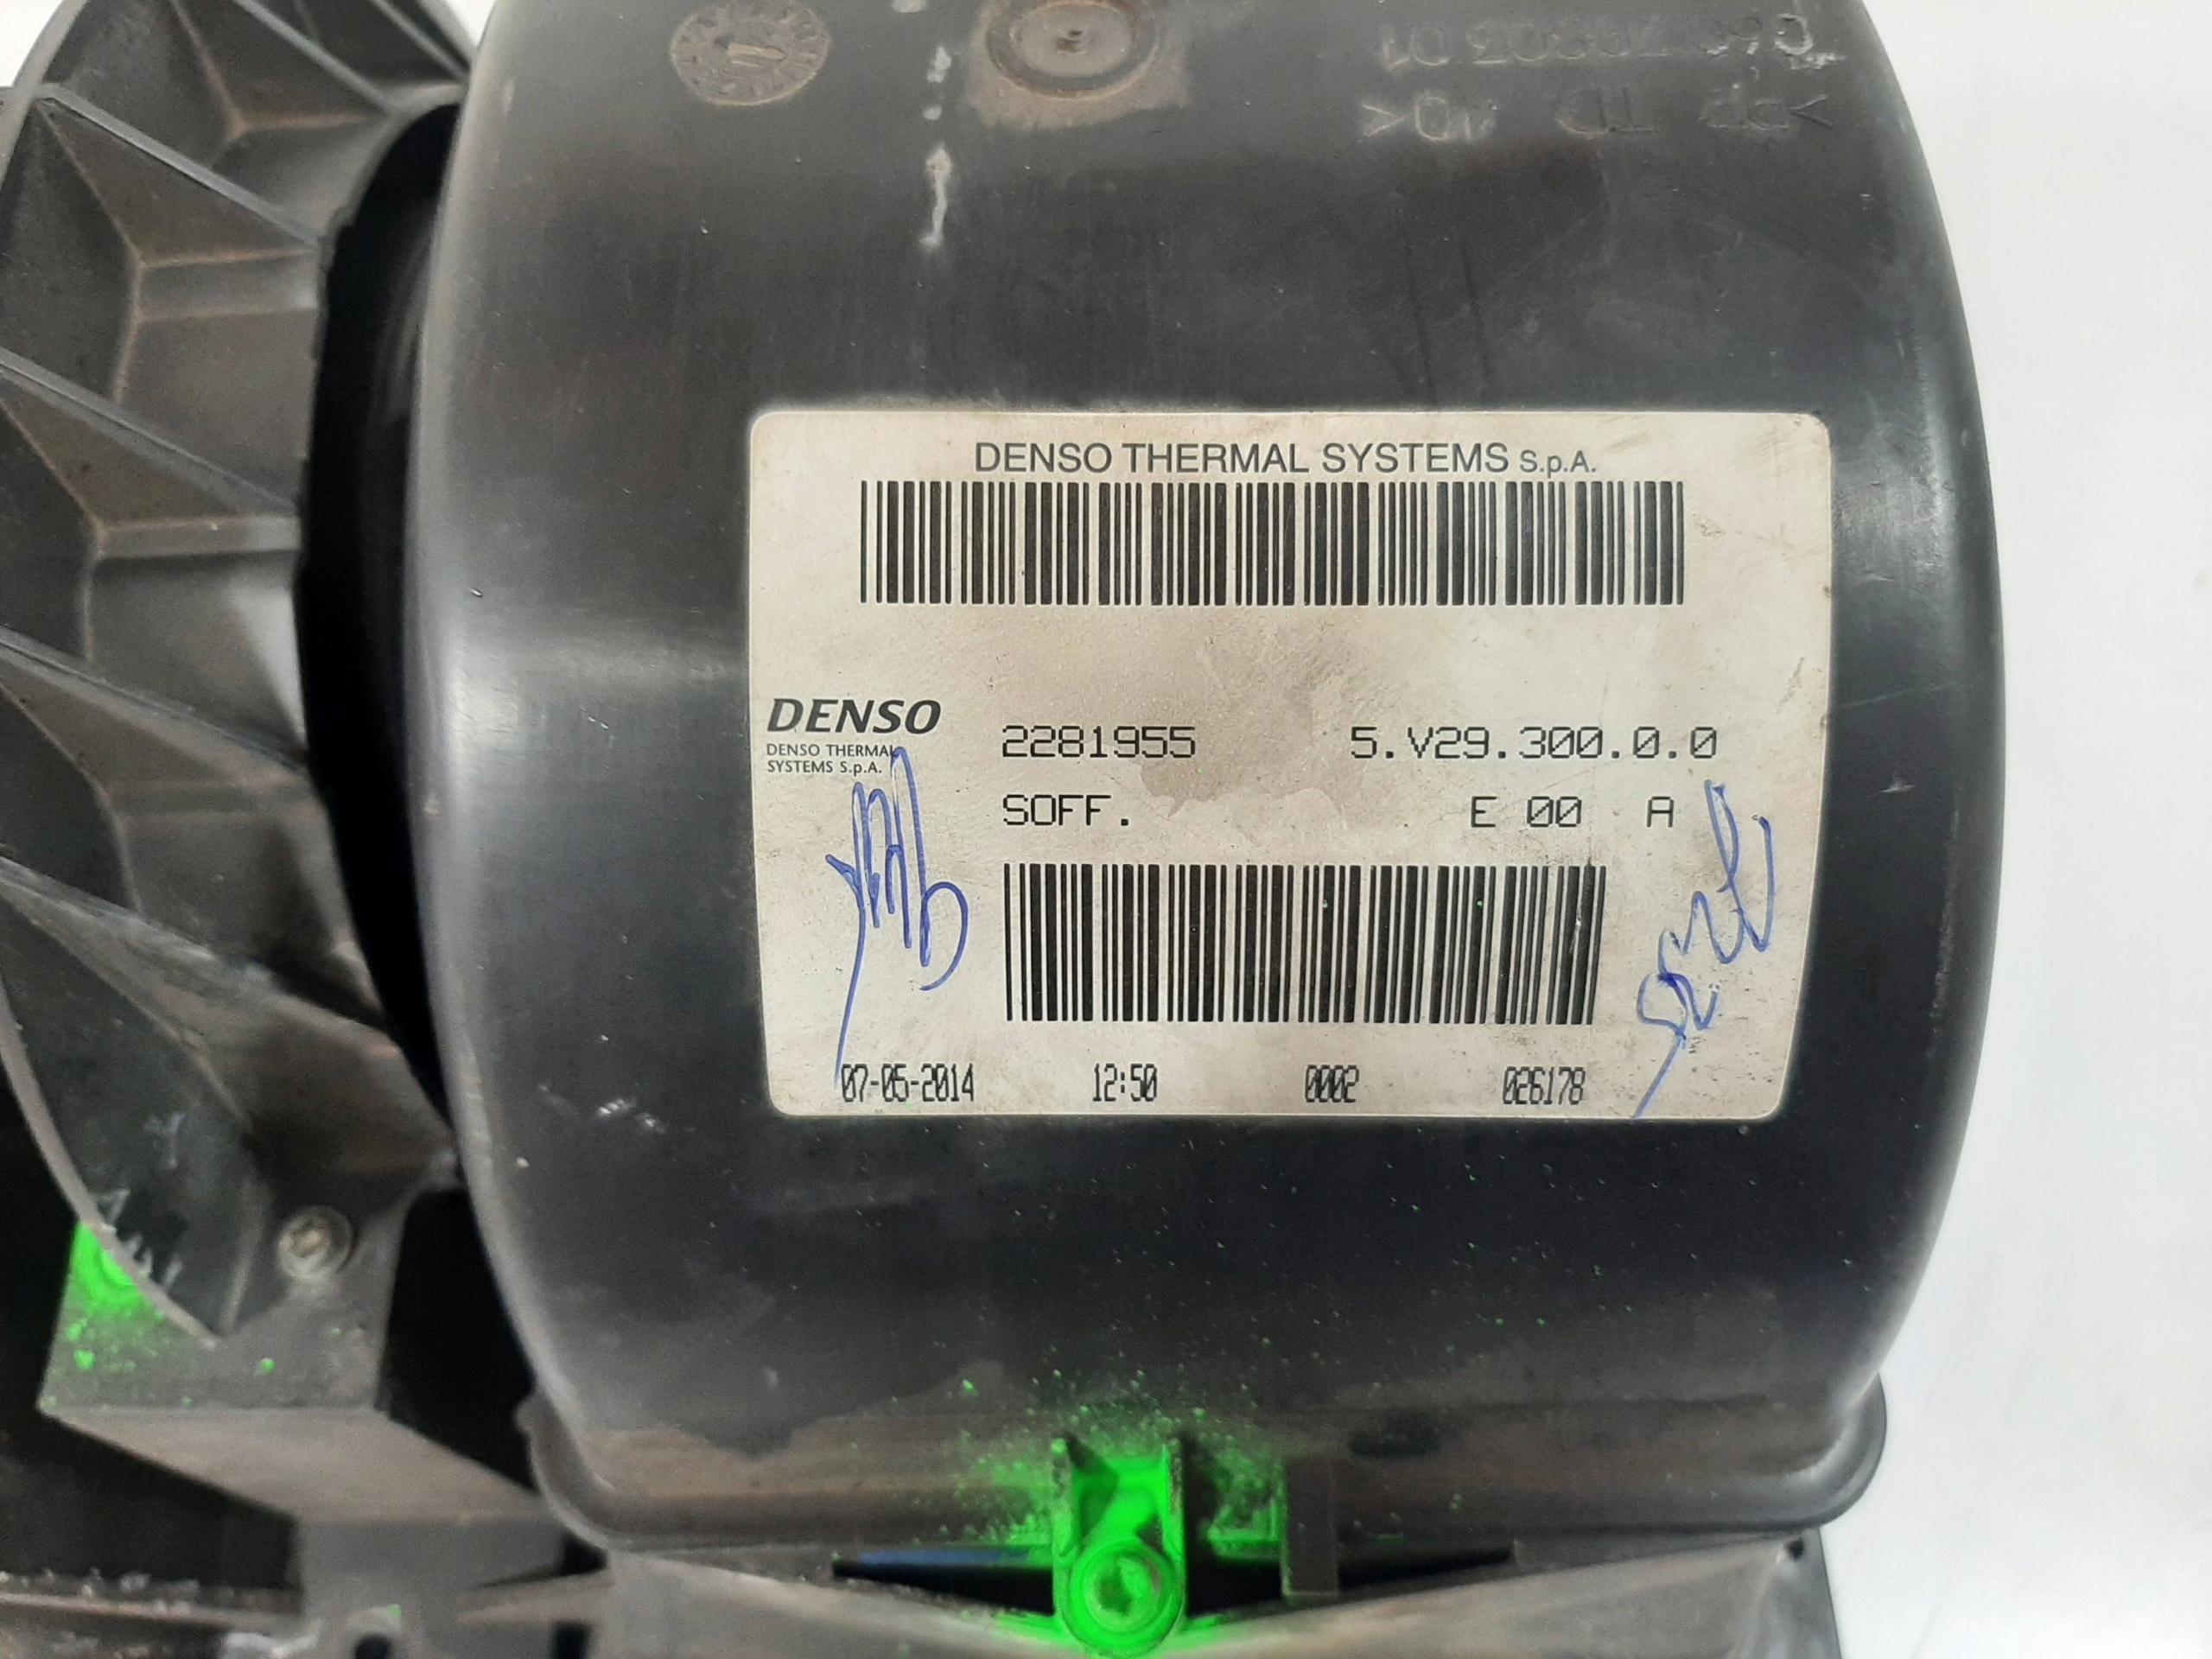 DENSO THERMAL SYSTEMS S.p.A.
DENSO
DENSO THERMAL
SYSTEMS S.p.A.
2281955 5.V29.300.0.0
SOFF. E 00 A
07-05-2014 12:50 0002 026178